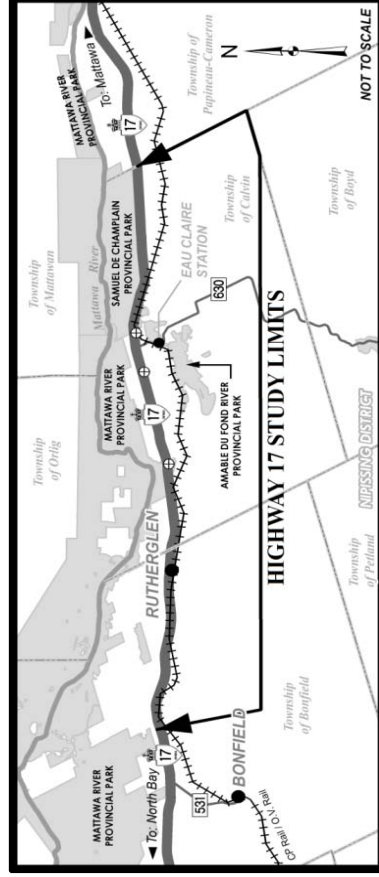 Township
of Mattawan
Township
of Orlig
MATTAWA RIVER
PROVINCIAL PARK
To: Mattawa
17
Mattawa River
SAMUEL DE CHAMPLAIN
PROVINCIAL PARK
MATTAWA RIVER
PROVINCIAL PARK
17
Township of
Papineau-Cameron
N
EAU CLAIRE
STATION
630
Township
of Calvin
AMABLE DU FOND RIVER
PROVINCIAL PARK
RUTHERGLEN
MATTAWA RIVER
PROVINCIAL PARK
To: North Bay
17
531
BONFIELD
CP Rail | O.V. Rail
HIGHWAY 17 STUDY LIMITS
Township
of Bonfield
Township
of Boyd
NIPISSING DISTRICT
Township
of Petland
NOT TO SCALE